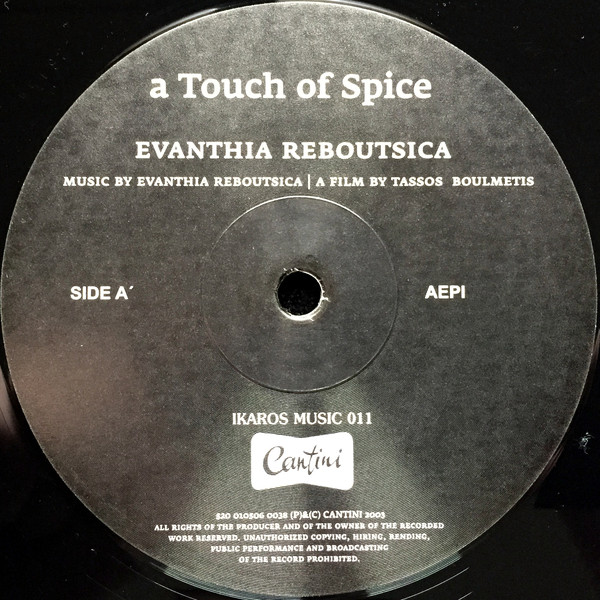 a Touch of Spice
EVANTHIA REBOUTSICA
MUSIC BY EVANTHIA REBOUTSICA | A FILM BY TASSOS BOULMETIS
SIDE A´
AEPI
IKAROS MUSIC 011
Cantini
520 010506 0038 (P)&(C) CANTINI 2003
ALL RIGHTS OF THE PRODUCER AND OF THE OWNER OF THE RECORDED
WORK RESERVED. UNAUTHORIZED COPVING, HIRING, RENDING,
PUBLIC PERFORMANCE AND BROADCASTING
OF THE RECORD PROHIBITED.